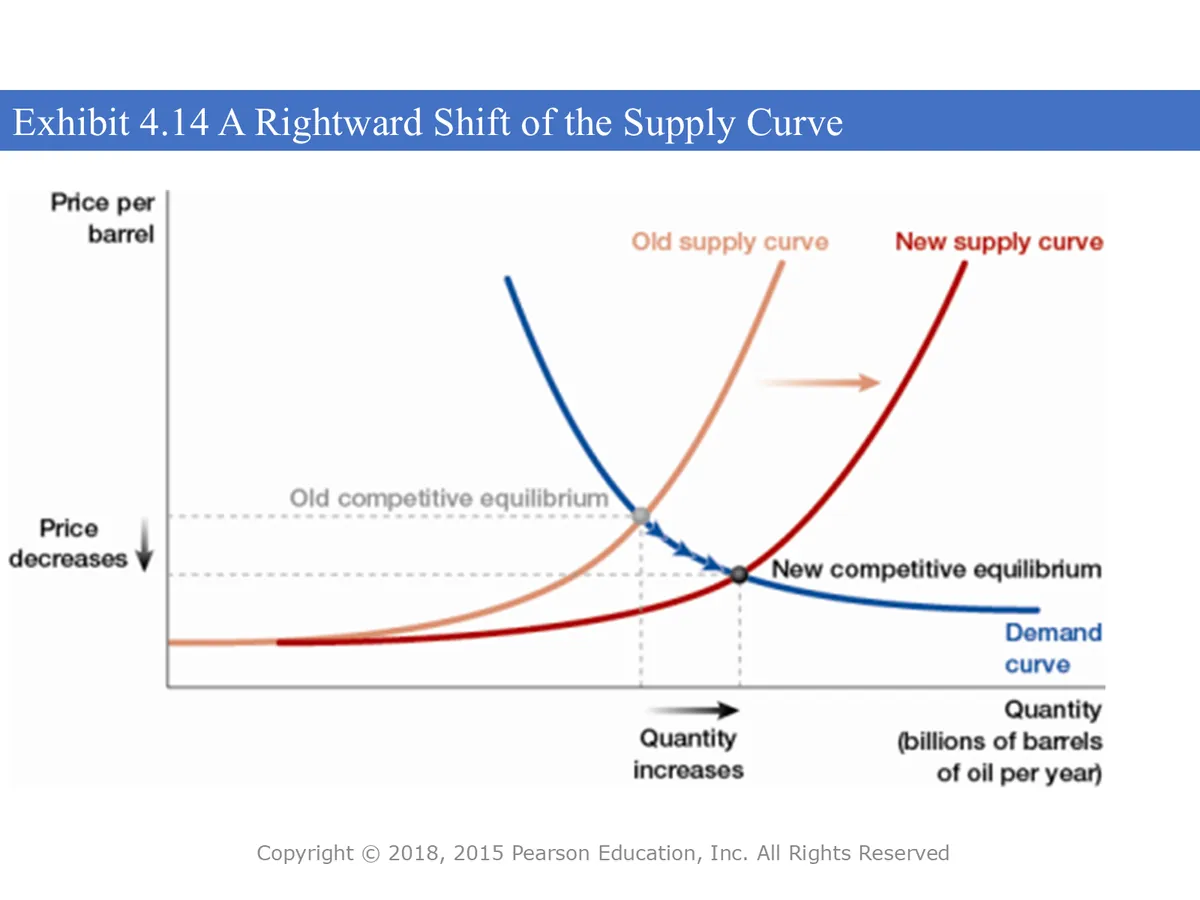 Exhibit 4.14 A Rightward Shift of the Supply Curve
Price per
barrel
Old supply curve
New supply curve
Old competitive equilibrium
Price
decreases
New competitive equilibrium
Demand
curve
Quantity
increases
Quantity
(billions of barrels
of oil per year)
Copyright © 2018, 2015 Pearson Education, Inc. All Rights Reserved